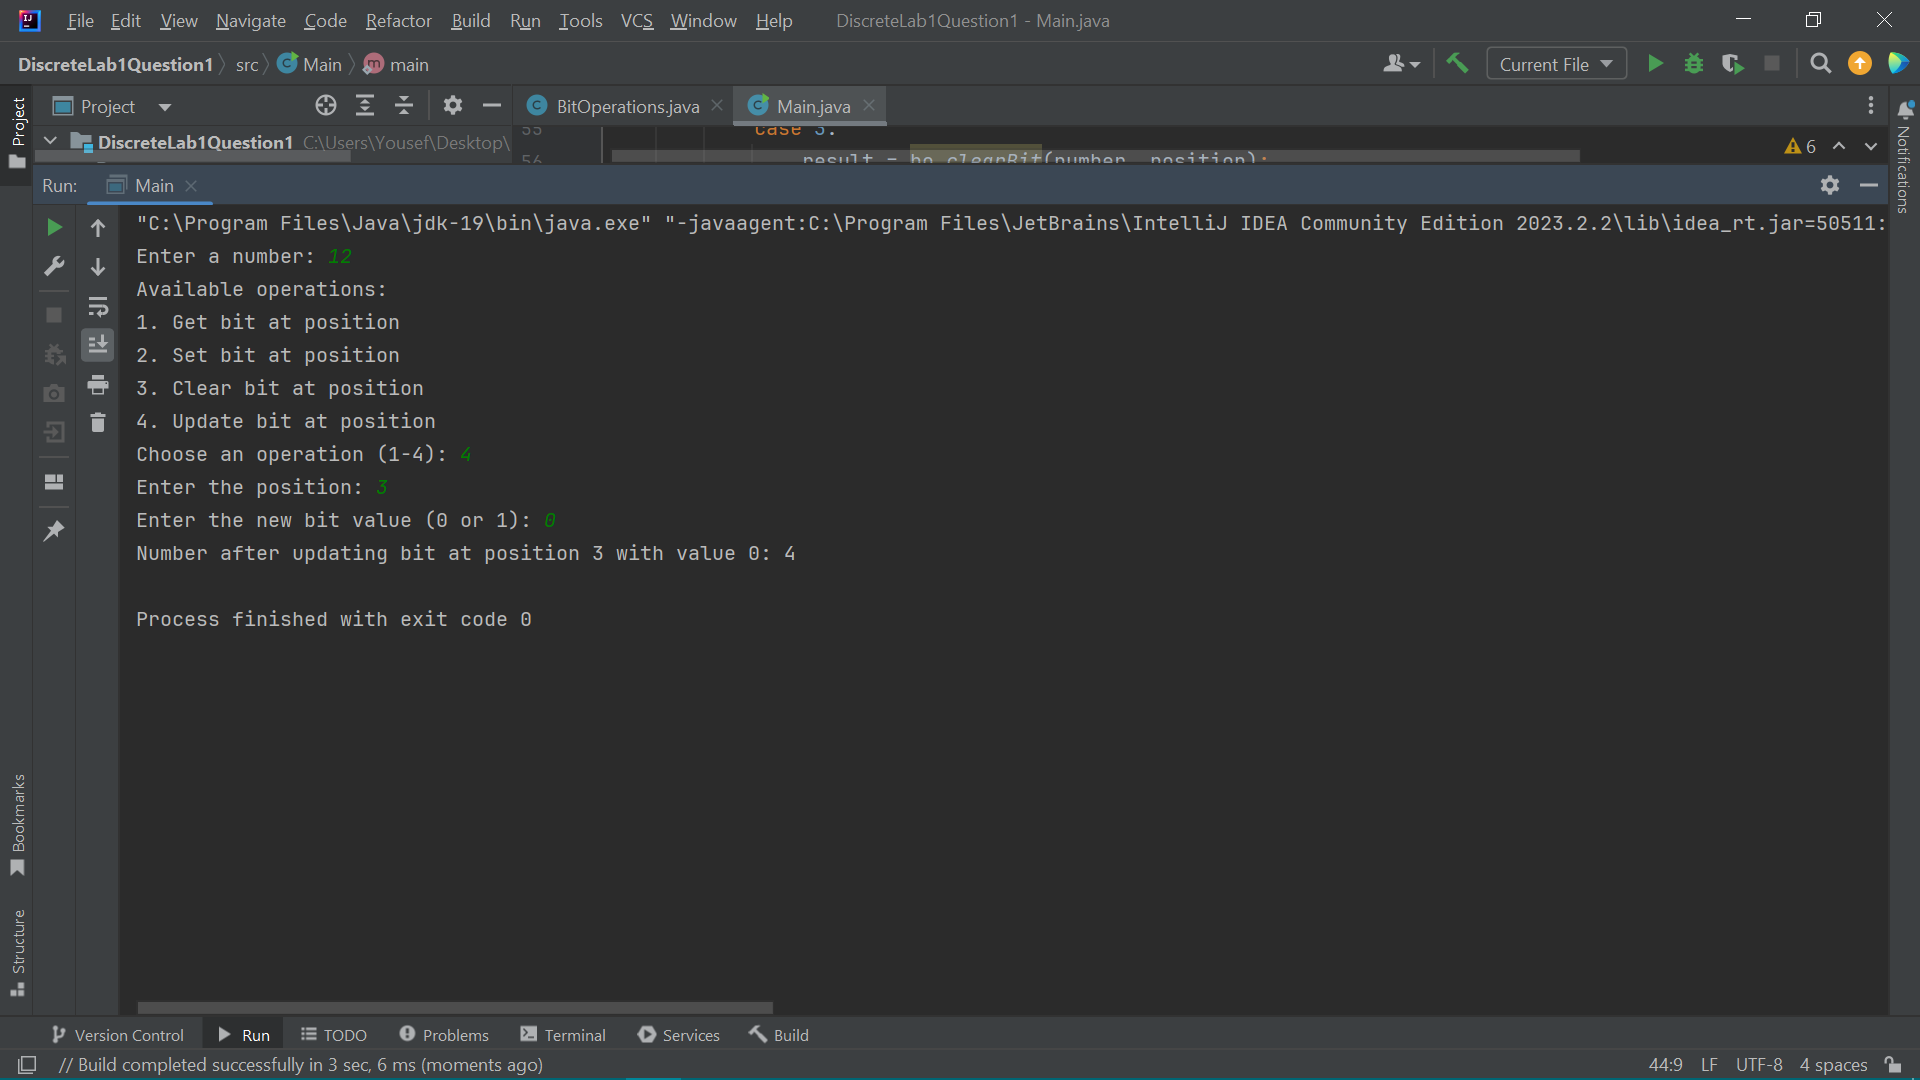 File Edit View Navigate Code Refactor Build Run Tools VCS Window Help DiscreteLab1Question1 - Main.java
DiscreteLab1Question1 src Main main Current File
Project BitOperations.java Main.java
Project
DiscreteLab1Question1 C:\Users\Yousef\Desktop\
55 case 3:
56 result = bo.clearBit(number, position);
6
Notifications
Run: Main
"C:\Program Files\Java\jdk-19\bin\java.exe" "-javaagent:C:\Program Files\JetBrains\IntelliJ IDEA Community Edition 2023.2.2\lib\idea_rt.jar=50511:
Enter a number: 12
Available operations:
1. Get bit at position
2. Set bit at position
3. Clear bit at position
4. Update bit at position
Choose an operation (1-4): 4
Enter the position: 3
Enter the new bit value (0 or 1): 0
Number after updating bit at position 3 with value 0: 4
Process finished with exit code 0
Bookmarks
Structure
Version Control Run TODO Problems Terminal Services Build
// Build completed successfully in 3 sec, 6 ms (moments ago) 44:9 LF UTF-8 4 spaces